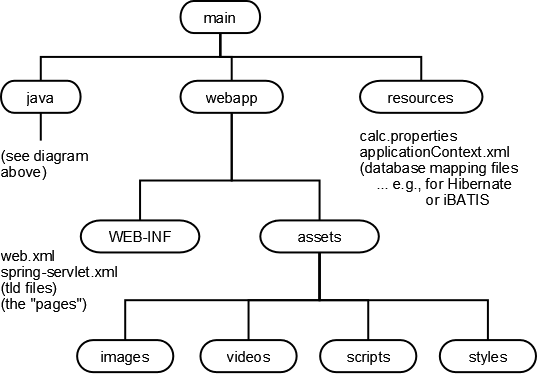 main
java
webapp
resources
(see diagram
above)
calc.properties
applicationContext.xml
(database mapping files
... e.g., for Hibernate
or iBATIS
WEB-INF
assets
web.xml
spring-servlet.xml
(tld files)
(the "pages")
images
videos
scripts
styles